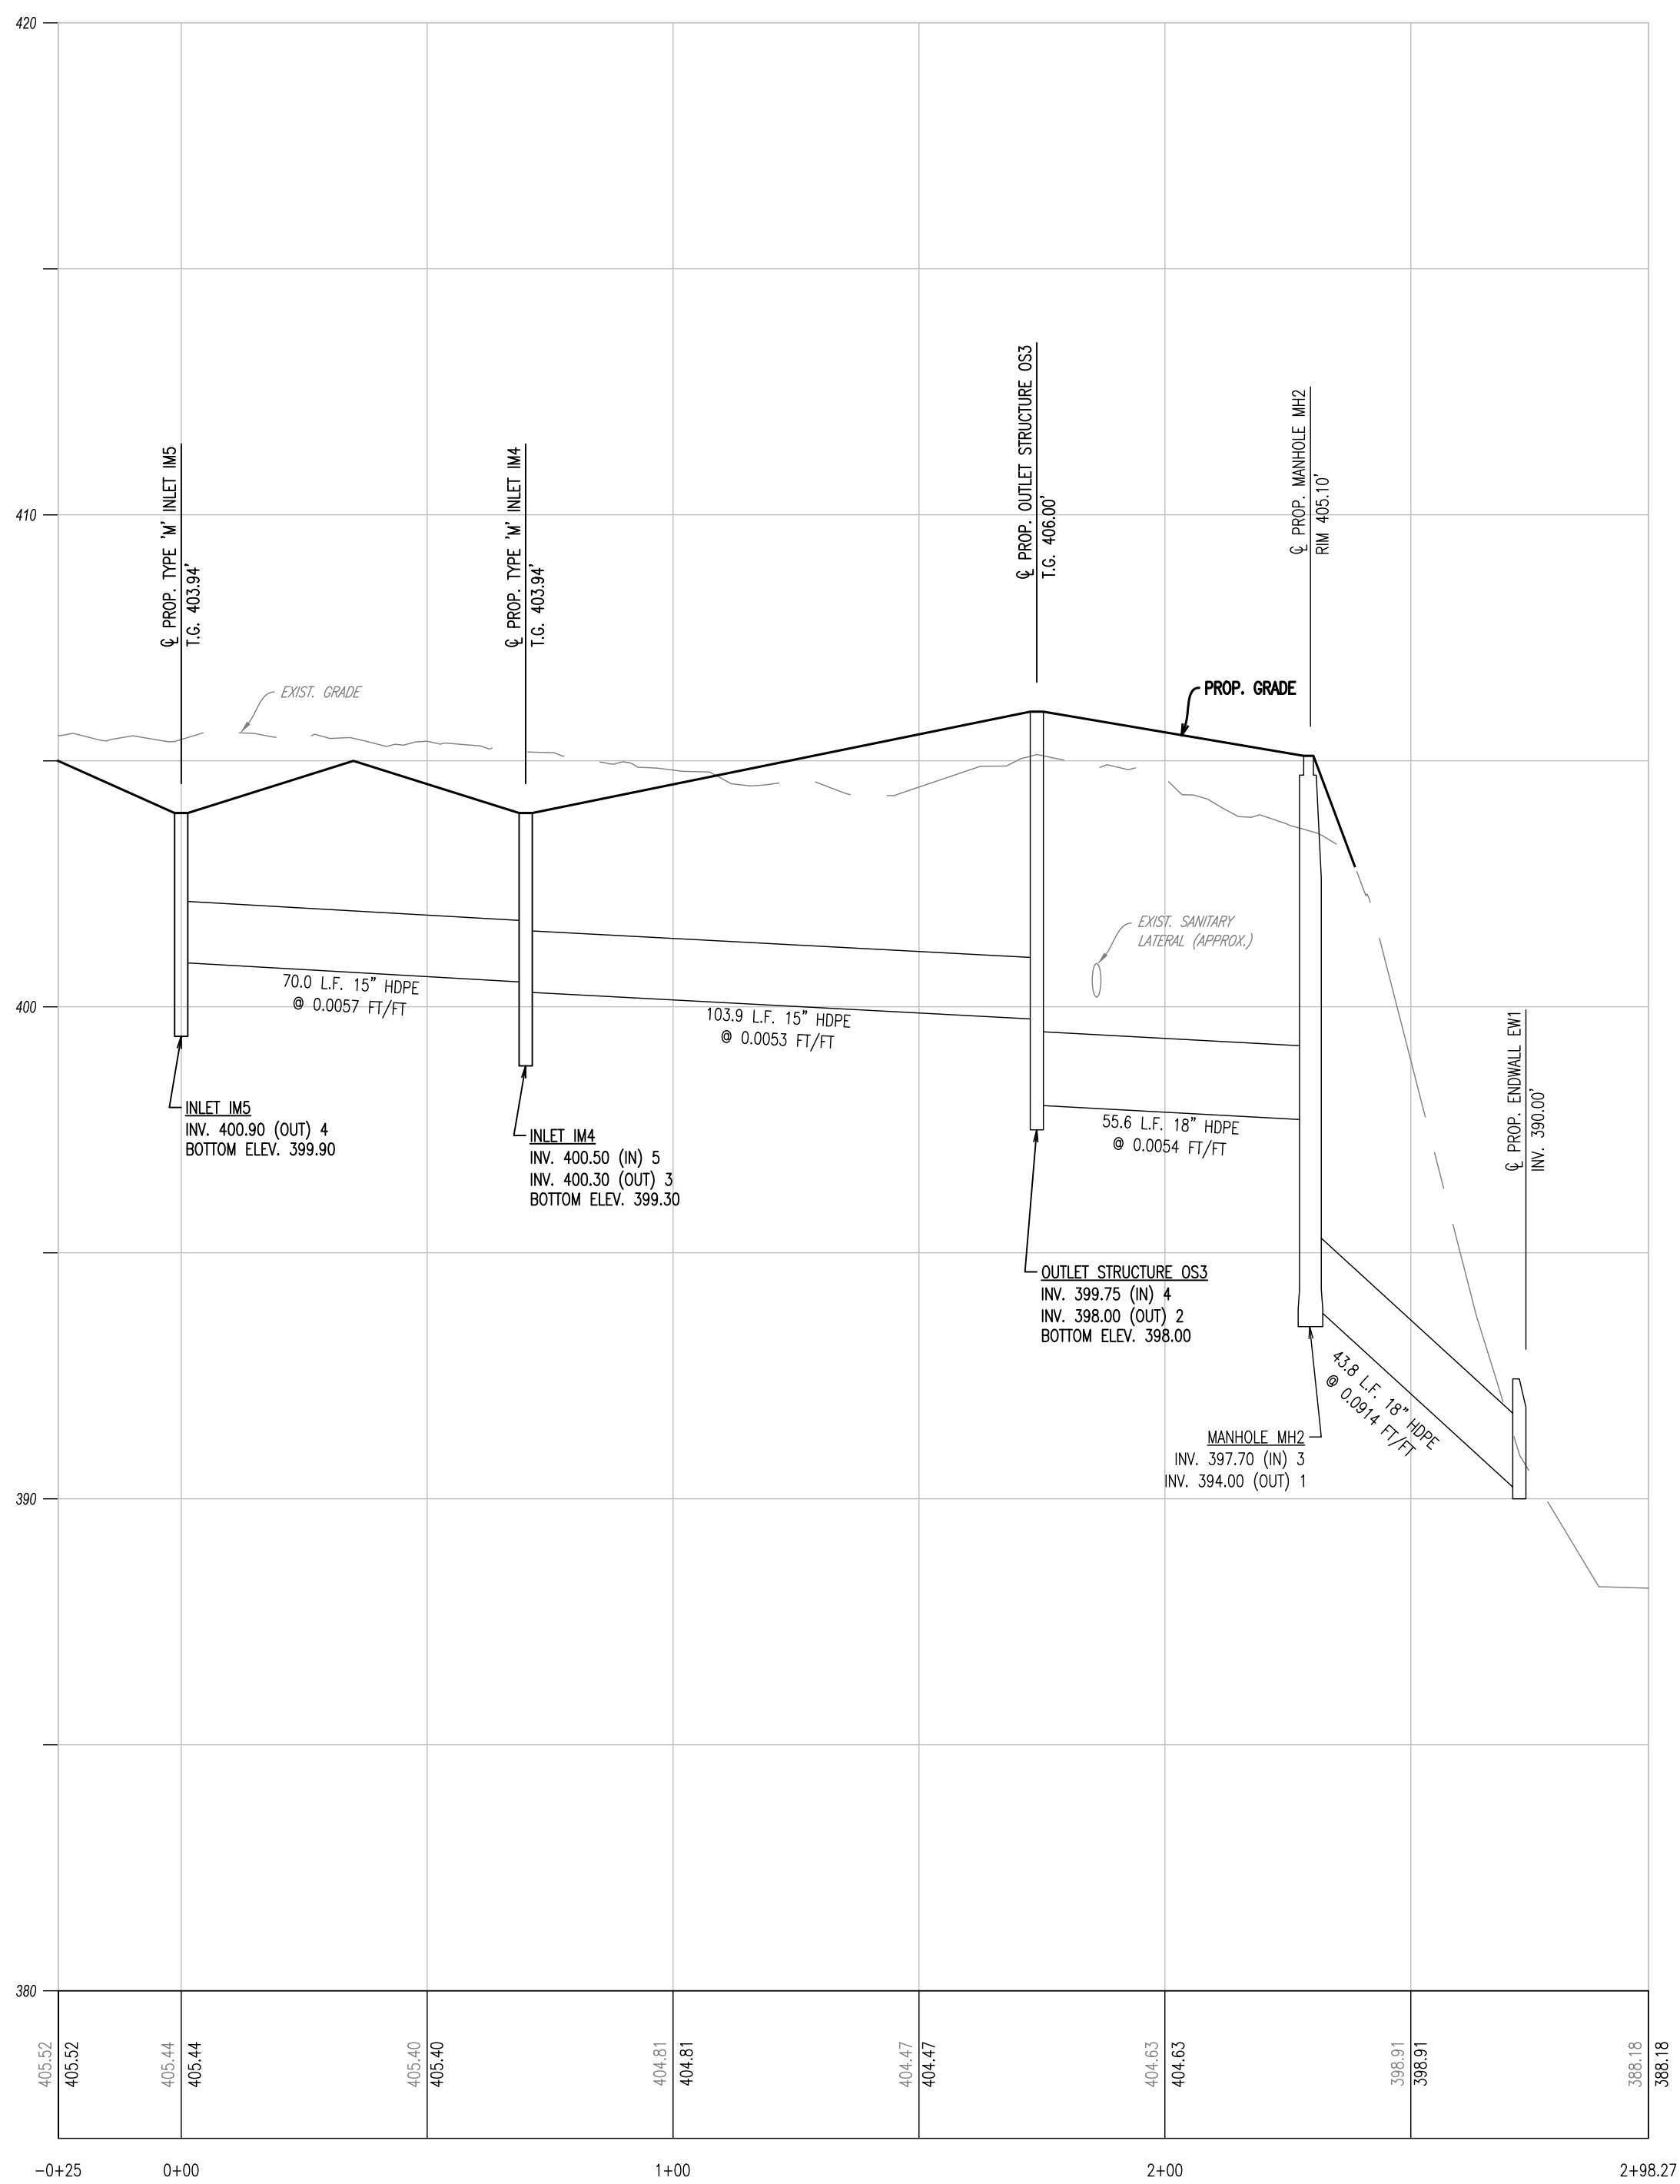 420
410
400
390
380
℄ PROP. TYPE 'M' INLET IM5
T.G. 403.94'
℄ PROP. TYPE 'M' INLET IM4
T.G. 403.94'
℄ PROP. OUTLET STRUCTURE OS3
T.G. 406.00'
℄ PROP. MANHOLE MH2
RIM 405.10'
EXIST. GRADE
PROP. GRADE
EXIST. SANITARY
LATERAL (APPROX.)
70.0 L.F. 15" HDPE
@ 0.0057 FT/FT
103.9 L.F. 15" HDPE
@ 0.0053 FT/FT
55.6 L.F. 18" HDPE
@ 0.0054 FT/FT
43.8 L.F. 18" HDPE
@ 0.0914 FT/FT
℄ PROP. ENDWALL EW1
INV. 390.00'
INLET IM5
INV. 400.90 (OUT) 4
BOTTOM ELEV. 399.90
INLET IM4
INV. 400.50 (IN) 5
INV. 400.30 (OUT) 3
BOTTOM ELEV. 399.30
OUTLET STRUCTURE OS3
INV. 399.75 (IN) 4
INV. 398.00 (OUT) 2
BOTTOM ELEV. 398.00
MANHOLE MH2
INV. 397.70 (IN) 3
INV. 394.00 (OUT) 1
405.52
405.52
405.44
405.44
405.40
405.40
404.81
404.81
404.47
404.47
404.63
404.63
398.91
398.91
388.18
388.18
-0+25
0+00
1+00
2+00
2+98.27